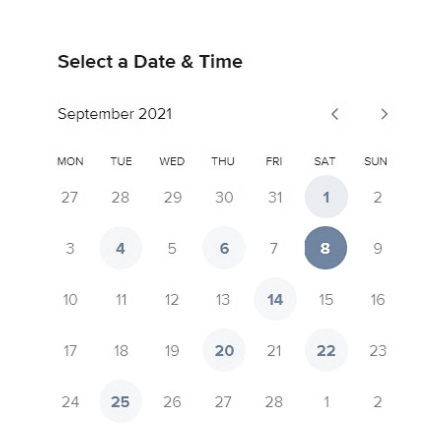 Select a Date & Time
September 2021
MON TUE WED THU FRI SAT SUN
27 28 29 30 31 1 2
3 4 5 6 7 8 9
10 11 12 13 14 15 16
17 18 19 20 21 22 23
24 25 26 27 28 1 2